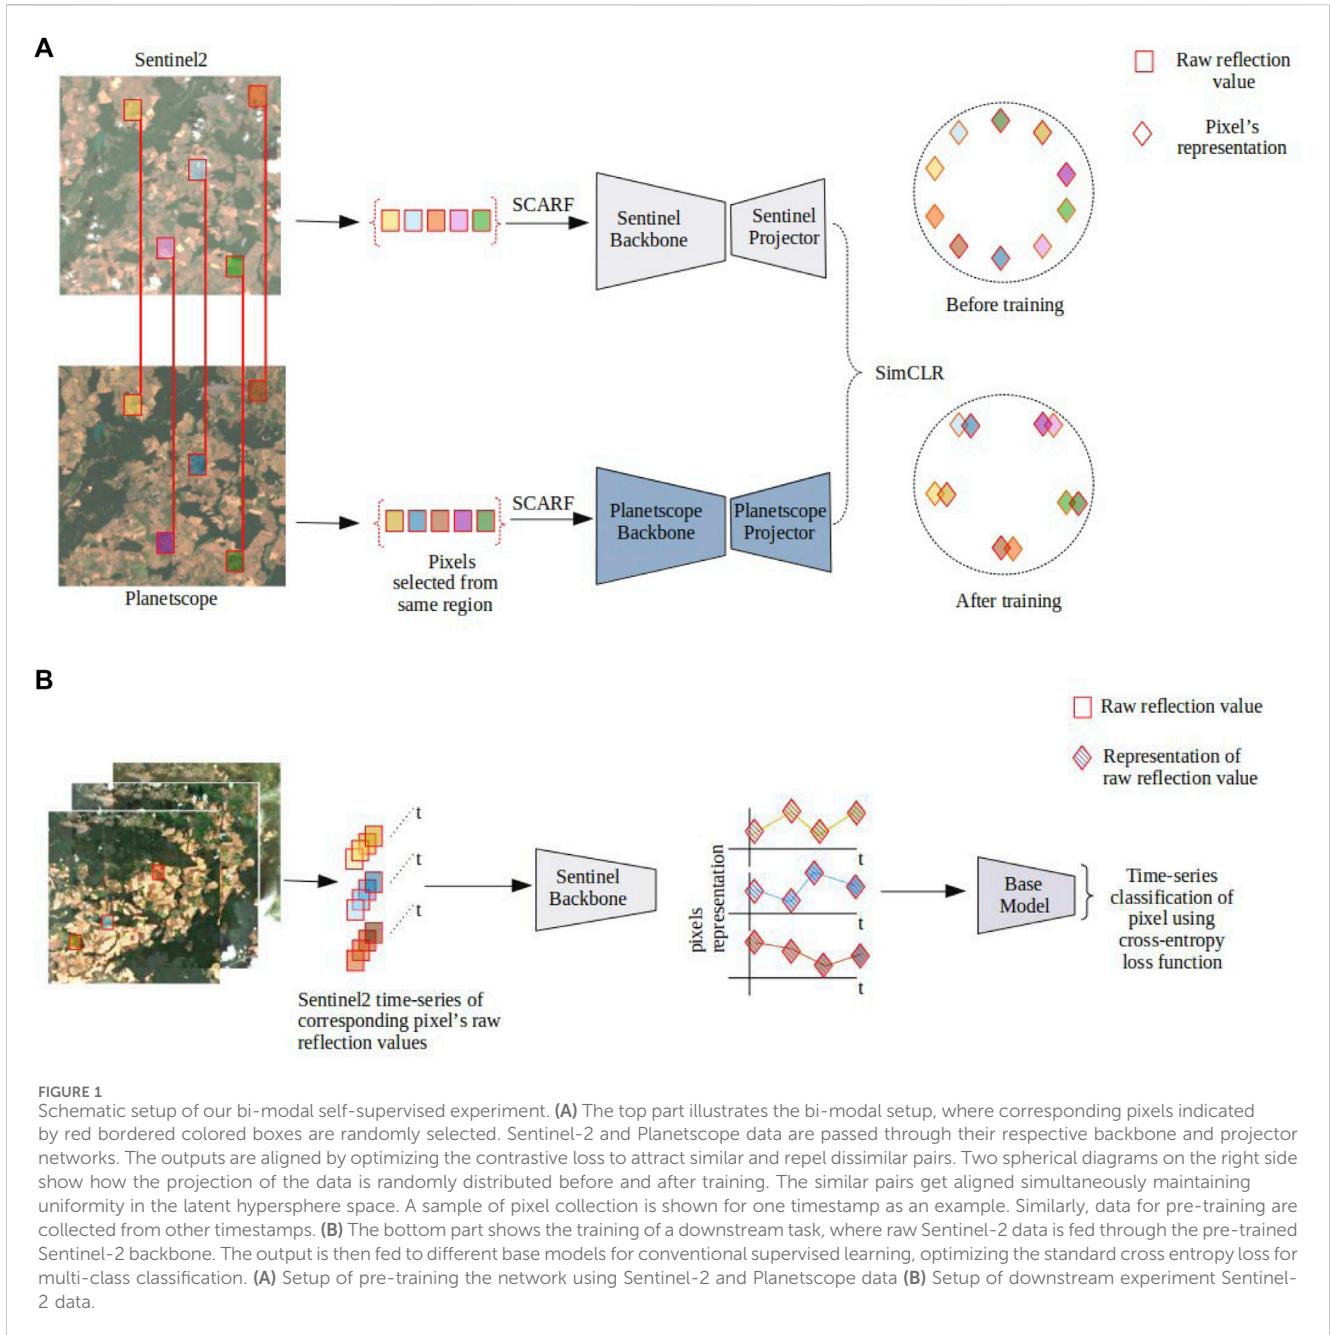 A
Sentinel2
Raw reflection
value
Pixel's
representation
SCARF
Sentinel
Backbone
Sentinel
Projector
Before training
SimCLR
SCARF
Planetscope
Backbone
Planetscope
Projector
Pixels
selected from
same region
Planetscope
After training
B
Raw reflection value
Representation of
raw reflection value
t
t
t
Sentinel
Backbone
pixels
representation
t
t
t
Base
Model
Time-series
classification of
pixel using
cross-entropy
loss function
Sentinel2 time-series of
corresponding pixel's raw
reflection values
FIGURE 1
Schematic setup of our bi-modal self-supervised experiment. (A) The top part illustrates the bi-modal setup, where corresponding pixels indicated
by red bordered colored boxes are randomly selected. Sentinel-2 and Planetscope data are passed through their respective backbone and projector
networks. The outputs are aligned by optimizing the contrastive loss to attract similar and repel dissimilar pairs. Two spherical diagrams on the right side
show how the projection of the data is randomly distributed before and after training. The similar pairs get aligned simultaneously maintaining
uniformity in the latent hypersphere space. A sample of pixel collection is shown for one timestamp as an example. Similarly, data for pre-training are
collected from other timestamps. (B) The bottom part shows the training of a downstream task, where raw Sentinel-2 data is fed through the pre-trained
Sentinel-2 backbone. The output is then fed to different base models for conventional supervised learning, optimizing the standard cross entropy loss for
multi-class classification. (A) Setup of pre-training the network using Sentinel-2 and Planetscope data (B) Setup of downstream experiment Sentinel-
2 data.